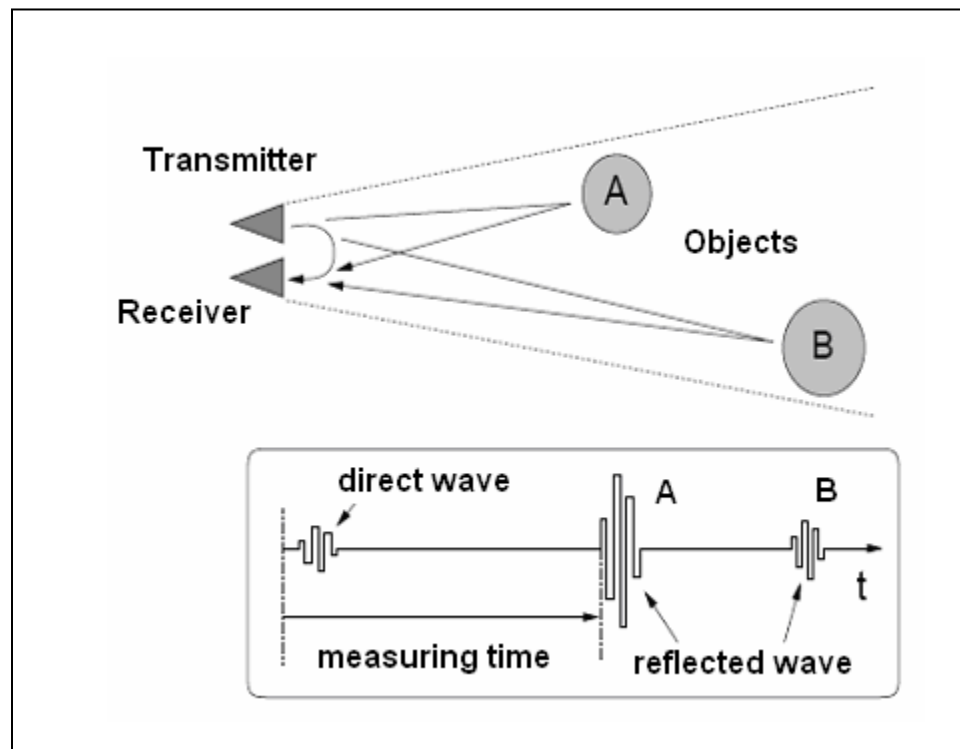 Transmitter
A
Objects
Receiver
B
direct wave
A
B
t
measuring time
reflected wave